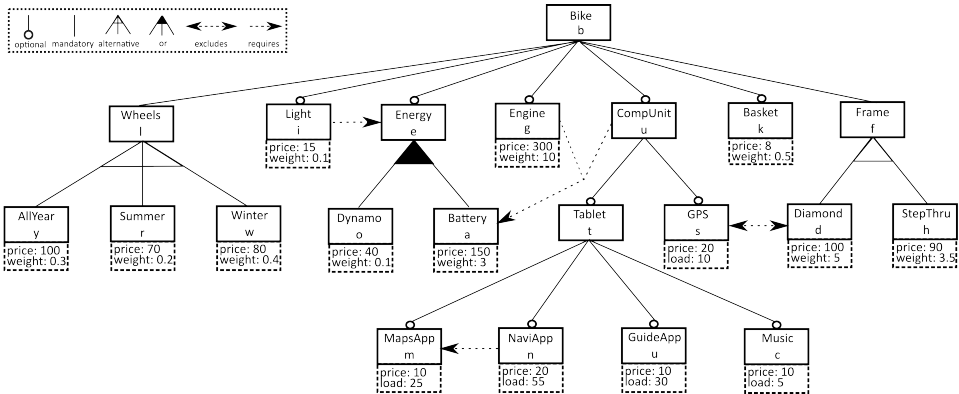 Bike
b
optional mandatory alternative or excludes requires
Wheels
l
Light
i
price: 15
weight: 0.1
Energy
e
Engine
g
price: 300
weight: 10
CompUnit
u
Basket
k
price: 8
weight: 0.5
Frame
f
AllYear
y
price: 100
weight: 0.3
Summer
r
price: 70
weight: 0.2
Winter
w
price: 80
weight: 0.4
Dynamo
o
price: 40
weight: 0.1
Battery
a
price: 150
weight: 3
Tablet
t
GPS
s
price: 20
load: 10
Diamond
d
price: 100
weight: 5
StepThru
h
price: 90
weight: 3.5
MapsApp
m
price: 10
load: 25
NaviApp
n
price: 20
load: 55
GuideApp
u
price: 10
load: 30
Music
c
price: 10
load: 5